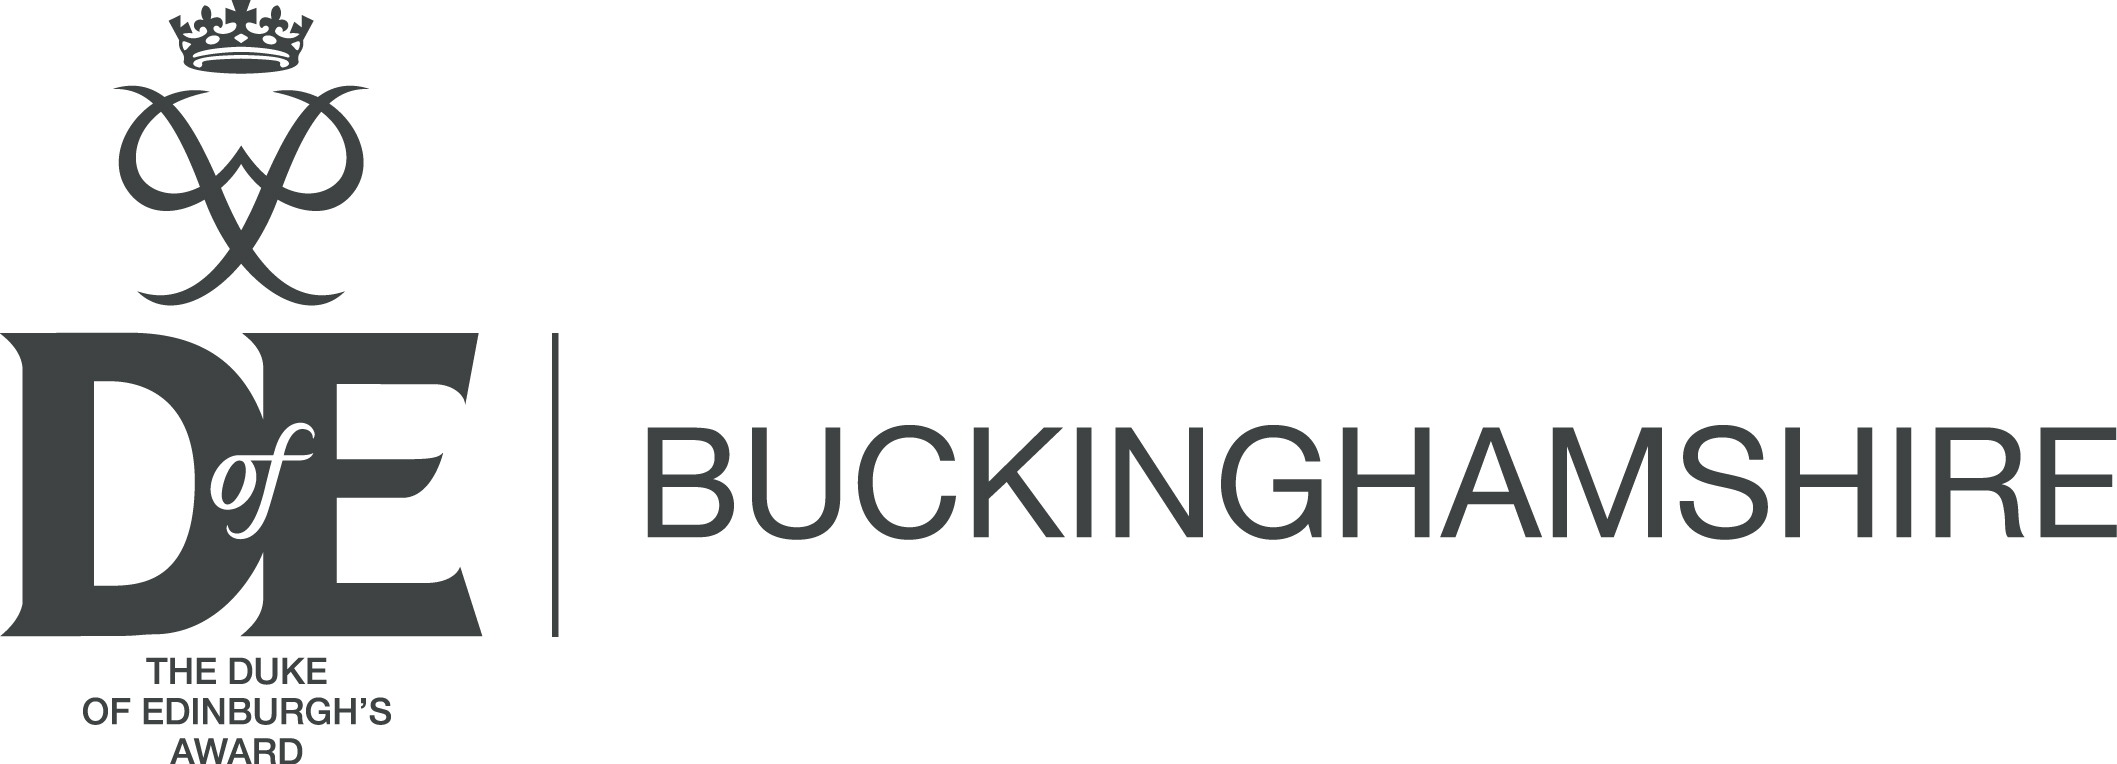 DofE
THE DUKE
OF EDINBURGH'S
AWARD
BUCKINGHAMSHIRE